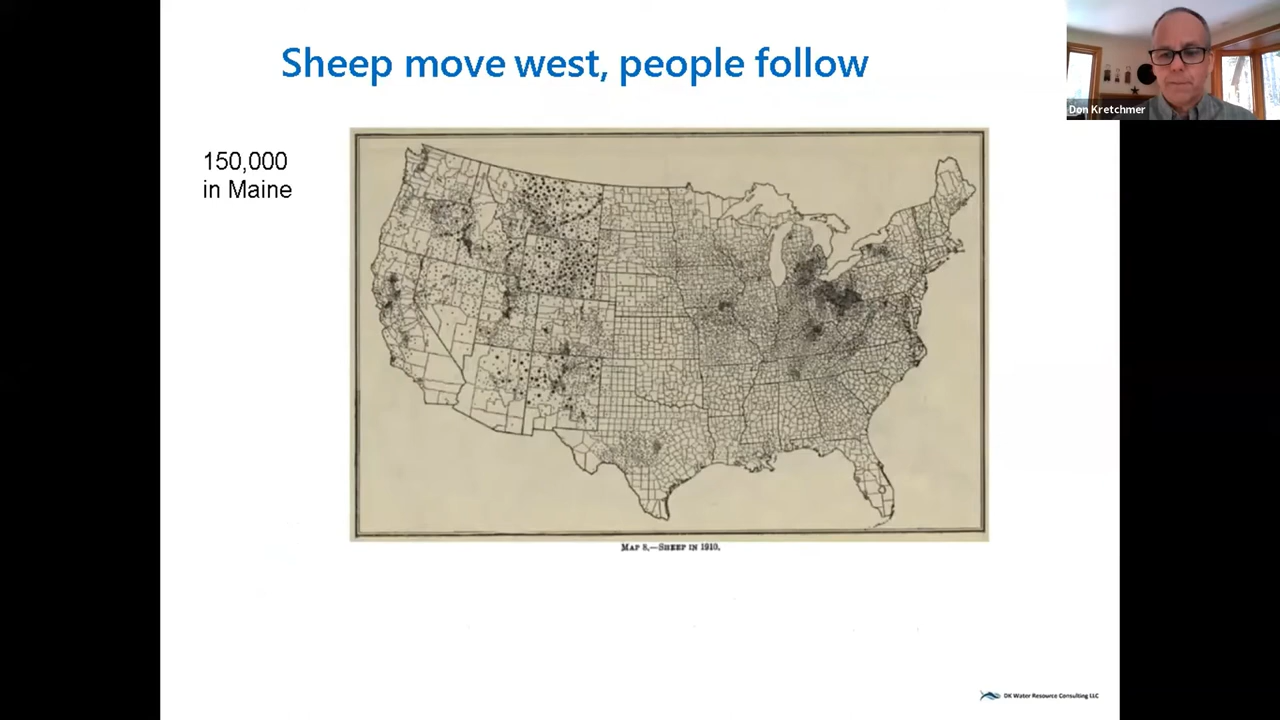 Sheep move west, people follow
Don Kretchmer
150,000
in Maine
MAP 8.—SHEEP IN 1910.
DK Water Resource Consulting LLC